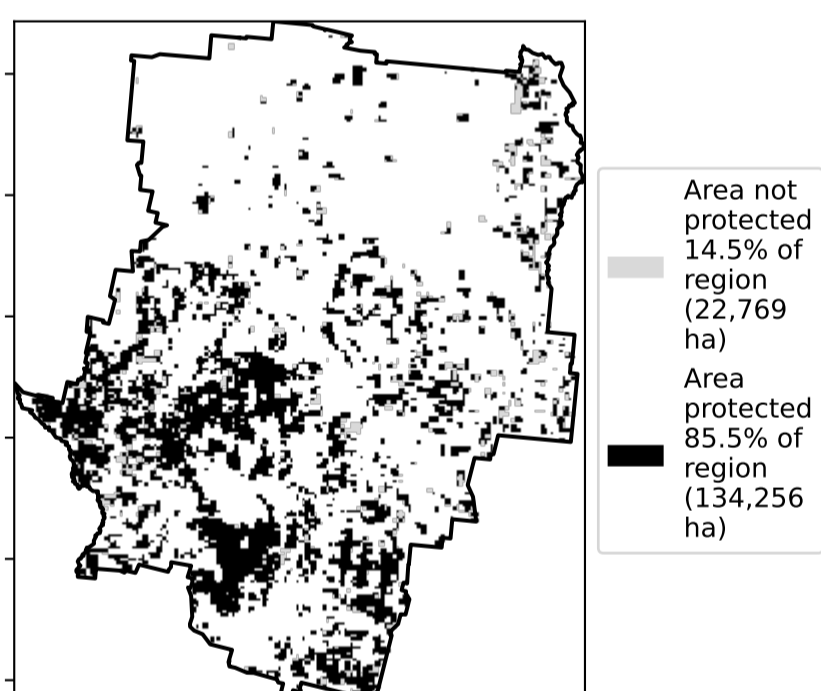 Area not
protected
14.5% of
region
(22,769
ha)
Area
protected
85.5% of
region
(134,256
ha)